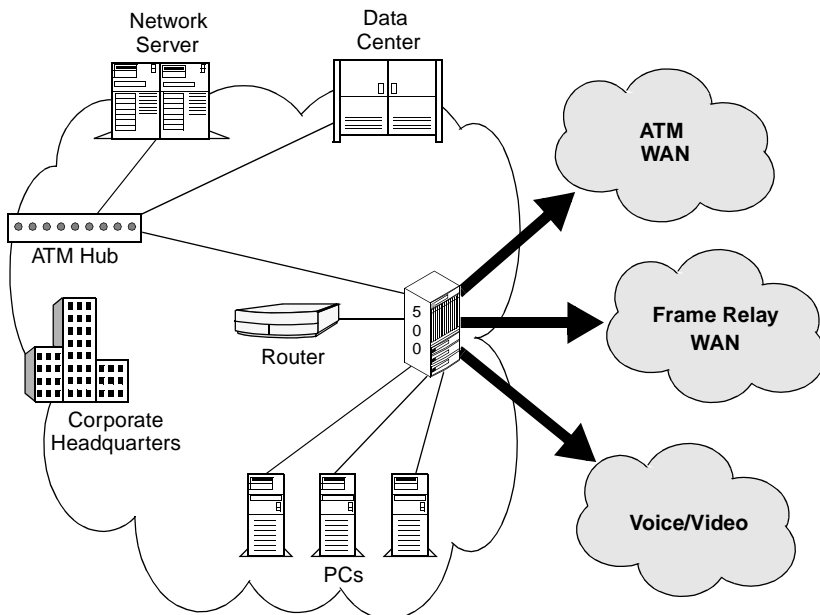 Network
Server
Data
Center
ATM
WAN
ATM Hub
5
0
0
Router
Frame Relay
WAN
Corporate
Headquarters
Voice/Video
PCs